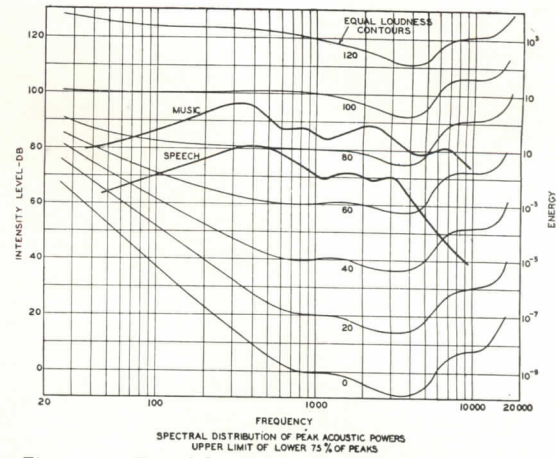 EQUAL LOUDNESS
CONTOURS
120
10³
120
100
100
10
MUSIC
80
80
10
SPEECH
60
60
10⁻³
40
40
10⁻⁵
20
20
10⁻⁷
0
0
10⁻⁹
INTENSITY LEVEL-DB
ENERGY
20
100
1000
10000
20000
FREQUENCY
SPECTRAL DISTRIBUTION OF PEAK ACOUSTIC POWERS
UPPER LIMIT OF LOWER 75% OF PEAKS